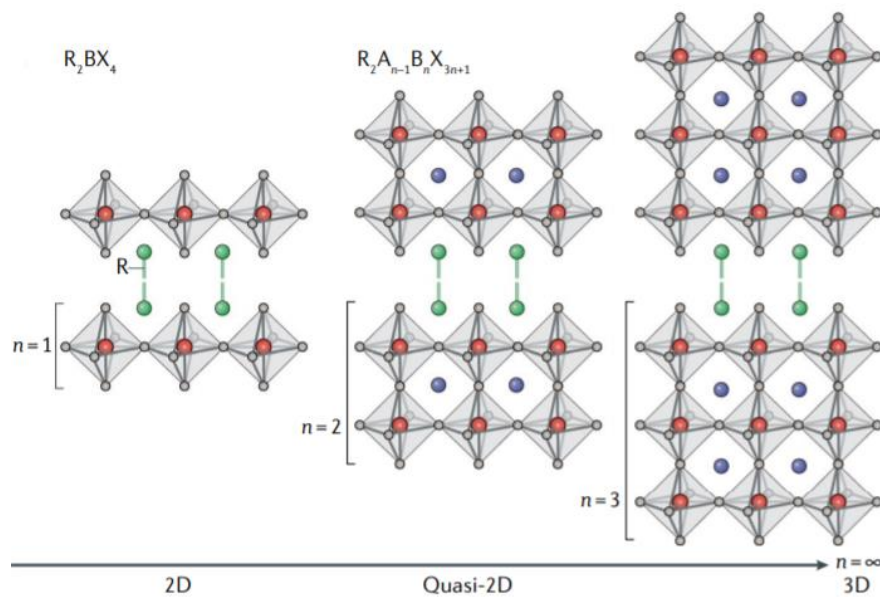 R₂BX₄
R₂Aₙ₋₁BₙX₃ₙ₊₁
R
n = 1
n = 2
n = 3
n = ∞
2D
Quasi-2D
3D